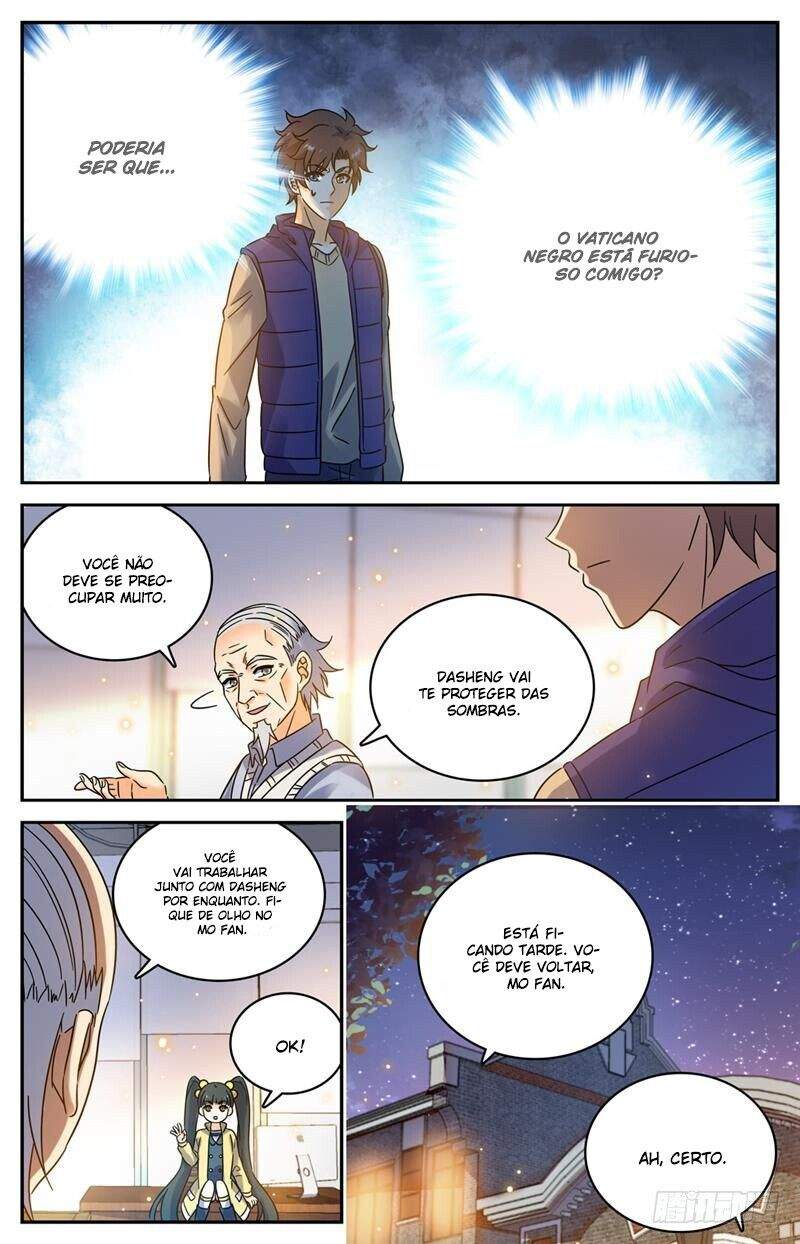 PODERIA
SER QUE...
O VATICANO
NEGRO ESTÁ FURIO-
SO COMIGO?
VOCÊ NÃO
DEVE SE PREO-
CUPAR MUITO.
DASHENG VAI
TE PROTEGER DAS
SOMBRAS.
VOCÊ
VAI TRABALHAR
JUNTO COM DASHENG
POR ENQUANTO. FI-
QUE DE OLHO NO
MO FAN.
OK!
ESTÁ FI-
CANDO TARDE. VO-
CÊ DEVE VOLTAR,
MO FAN.
AH, CERTO.